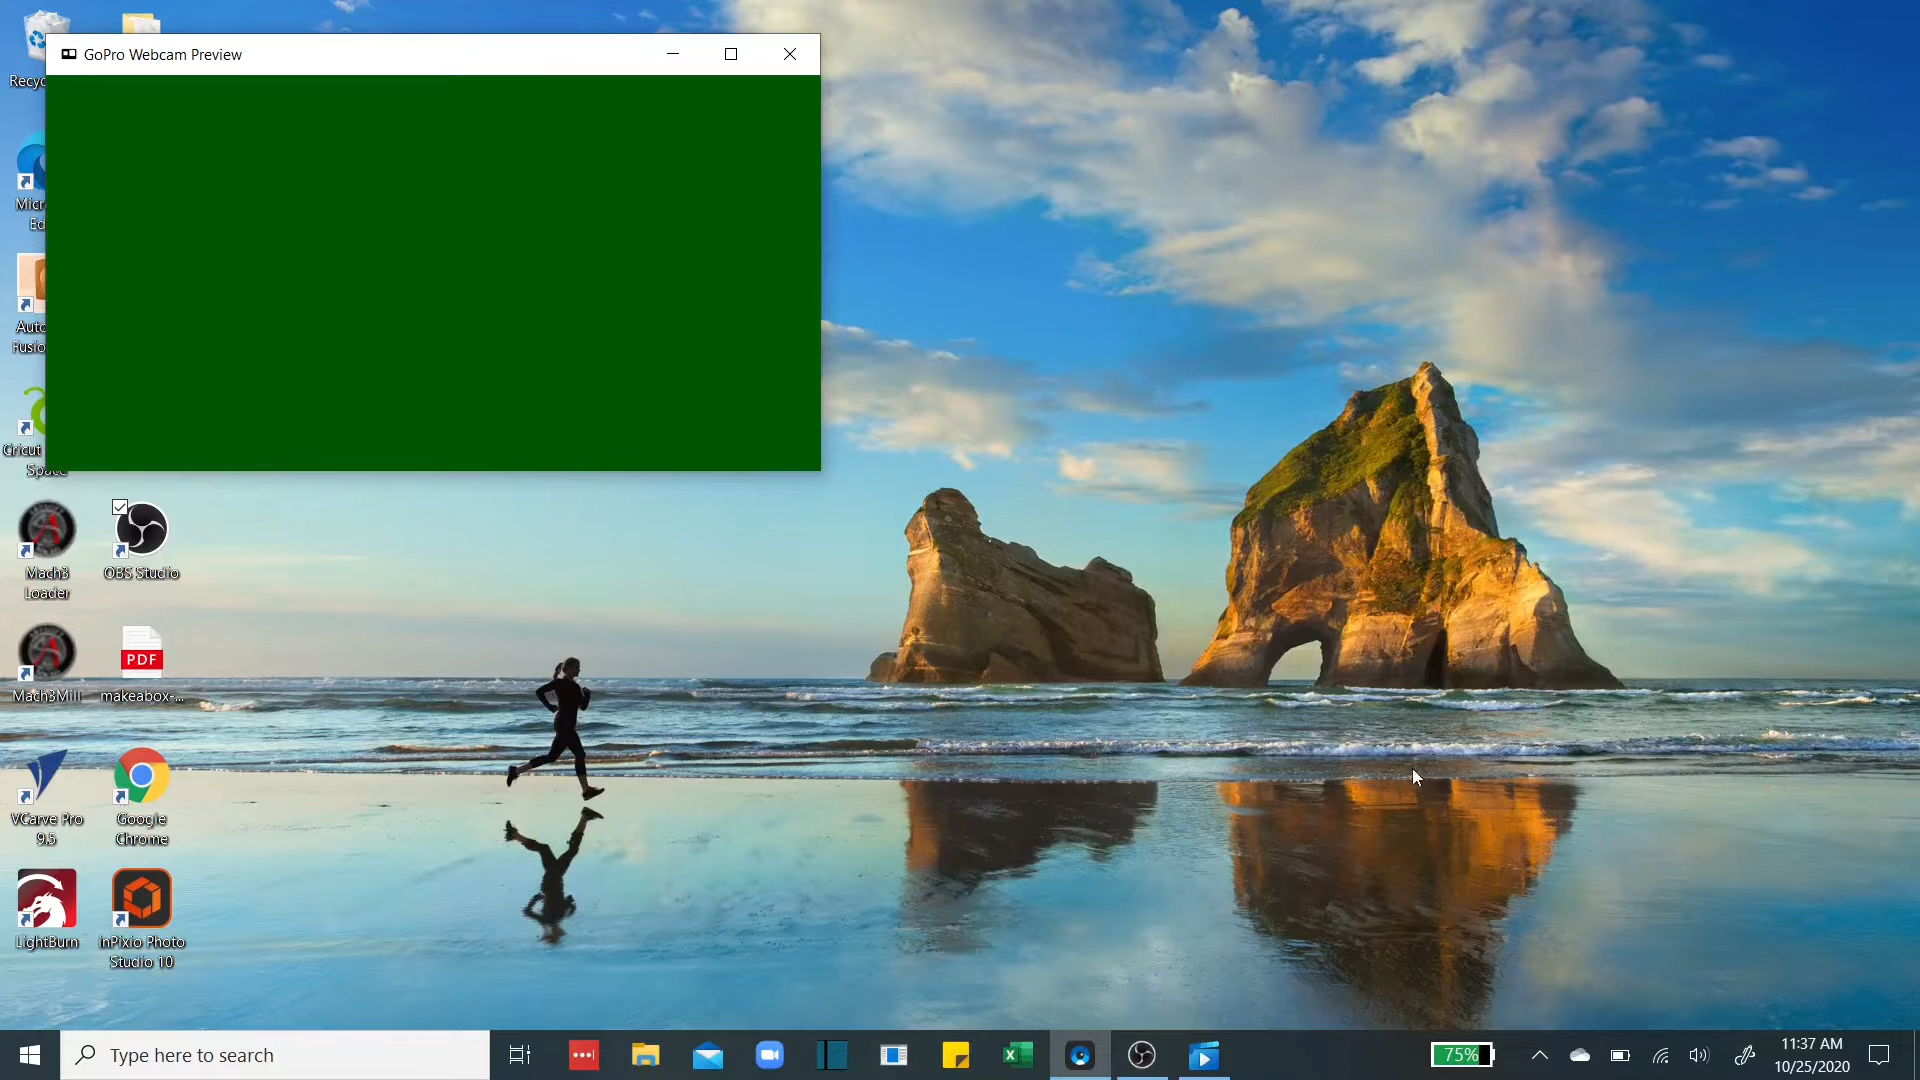 GoPro Webcam Preview
Recyc
Micr
Ed
Auto
Fusio
Cricut
Space
Mach3
Loader
OBS Studio
Mach3Mill
PDF
makeabox-...
VCarve Pro
9.5
Google
Chrome
LightBurn
inPixio Photo
Studio 10
Type here to search
75%
11:37 AM
10/25/2020